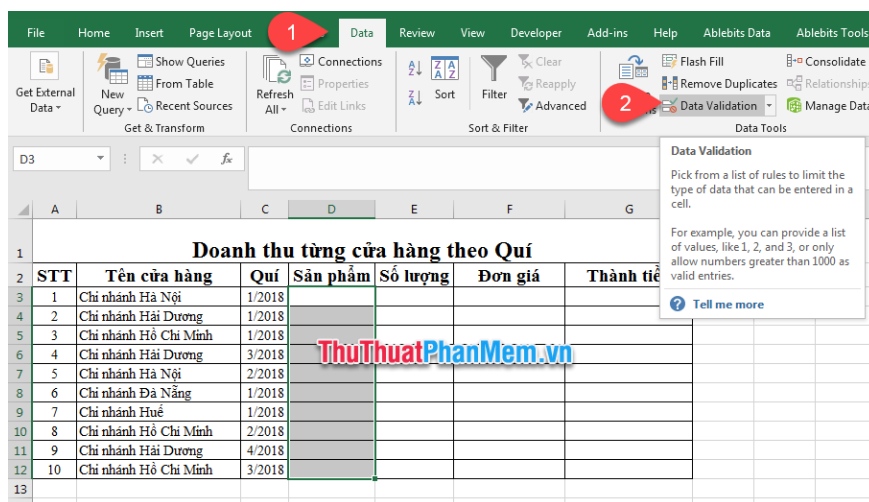 File Home Insert Page Layout 1 Data Review View Developer Add-ins Help Ablebits Data Ablebits Tools
Get External Data
New Query
Show Queries
From Table
Recent Sources
Get & Transform
Refresh All
Connections
Properties
Edit Links
Connections
Sort
Filter
Clear
Reapply
Advanced
Sort & Filter
2
Flash Fill
Remove Duplicates
Data Validation
Consolidate
Relationships
Manage Data
Data Tools
D3
fx
Data Validation
Pick from a list of rules to limit the
type of data that can be entered in a
cell.
For example, you can provide a list
of values, like 1, 2, and 3, or only
allow numbers greater than 1000 as
valid entries.
Tell me more
A B C D E F G
1 Doanh thu từng cửa hàng theo Quí
2 STT Tên cửa hàng Quí Sản phẩm Số lượng Đơn giá Thành tiề
3 1 Chi nhánh Hà Nội 1/2018
4 2 Chi nhánh Hải Dương 1/2018
5 3 Chi nhánh Hồ Chi Minh 1/2018
6 4 Chi nhánh Hải Dương 3/2018
7 5 Chi nhánh Hà Nội 2/2018
8 6 Chi nhánh Đà Nẵng 1/2018
9 7 Chi nhánh Huế 1/2018
10 8 Chi nhánh Hồ Chi Minh 2/2018
11 9 Chi nhánh Hải Dương 4/2018
12 10 Chi nhánh Hồ Chi Minh 3/2018
13
ThuThuatPhanMem.vn